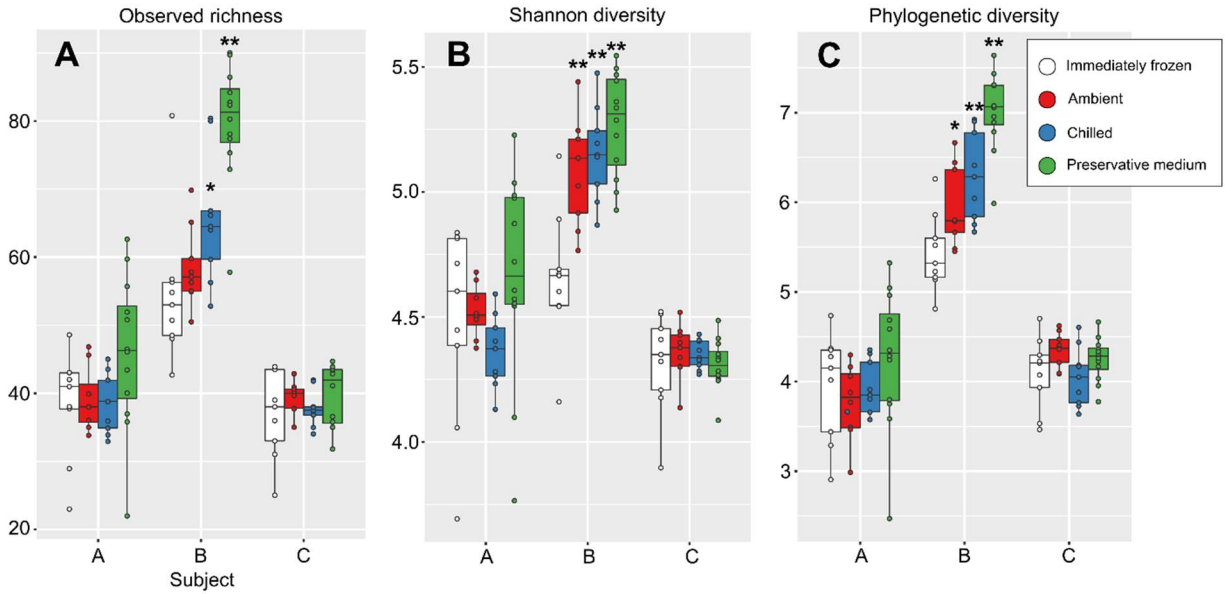 Observed richness
Shannon diversity
Phylogenetic diversity
A
B
C
**
*
** ** **
* ** **
Immediately frozen
Ambient
Chilled
Preservative medium
80
60
40
20
5.5
5.0
4.5
4.0
7
6
5
4
3
A B C
A B C
A B C
Subject